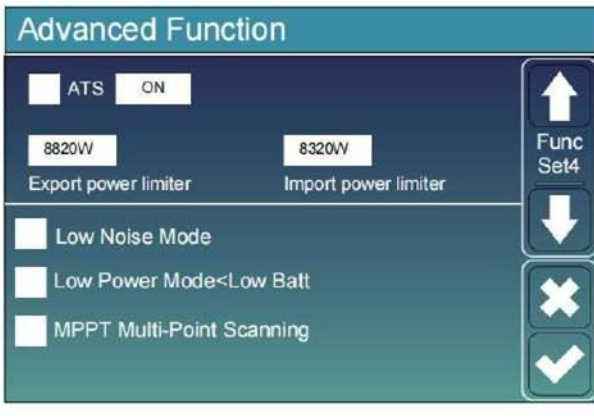 Advanced Function
ATS ON
8820W 8320W
Export power limiter Import power limiter
Low Noise Mode
Low Power Mode<Low Batt
MPPT Multi-Point Scanning
Func
Set4